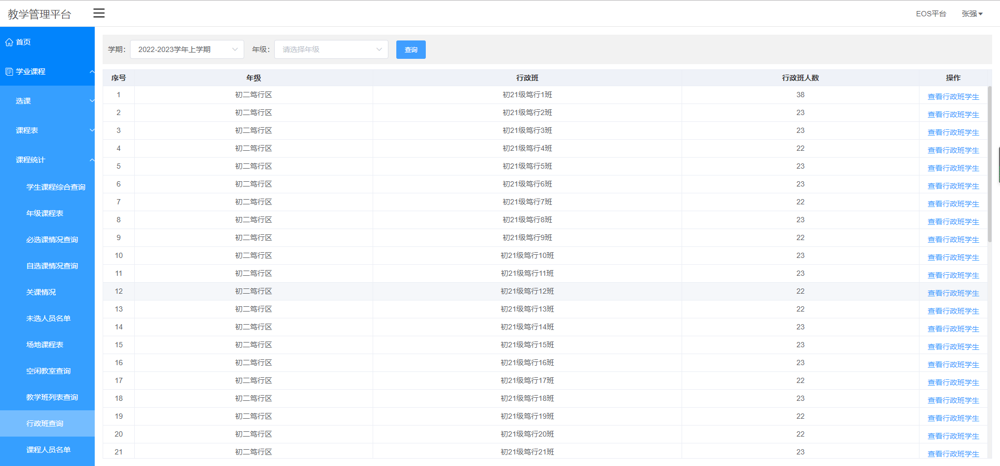 教学管理平台
EOS平台 张强
首页
学业课程
选课
课程表
课程统计
学生课程综合查询
年级课程表
必选课情况查询
自选课情况查询
关课情况
未选人员名单
场地课程表
空闲教室查询
教学班列表查询
行政班查询
课程人员名单
学期: 2022-2023学年上学期 年级: 请选择年级 查询
序号 年级 行政班 行政班人数 操作
1 初二笃行区 初21级笃行1班 38 查看行政班学生
2 初二笃行区 初21级笃行2班 23 查看行政班学生
3 初二笃行区 初21级笃行3班 23 查看行政班学生
4 初二笃行区 初21级笃行4班 22 查看行政班学生
5 初二笃行区 初21级笃行5班 23 查看行政班学生
6 初二笃行区 初21级笃行6班 23 查看行政班学生
7 初二笃行区 初21级笃行7班 22 查看行政班学生
8 初二笃行区 初21级笃行8班 23 查看行政班学生
9 初二笃行区 初21级笃行9班 22 查看行政班学生
10 初二笃行区 初21级笃行10班 23 查看行政班学生
11 初二笃行区 初21级笃行11班 23 查看行政班学生
12 初二笃行区 初21级笃行12班 22 查看行政班学生
13 初二笃行区 初21级笃行13班 22 查看行政班学生
14 初二笃行区 初21级笃行14班 23 查看行政班学生
15 初二笃行区 初21级笃行15班 23 查看行政班学生
16 初二笃行区 初21级笃行16班 23 查看行政班学生
17 初二笃行区 初21级笃行17班 22 查看行政班学生
18 初二笃行区 初21级笃行18班 23 查看行政班学生
19 初二笃行区 初21级笃行19班 22 查看行政班学生
20 初二笃行区 初21级笃行20班 22 查看行政班学生
21 初二笃行区 初21级笃行21班 23 查看行政班学生